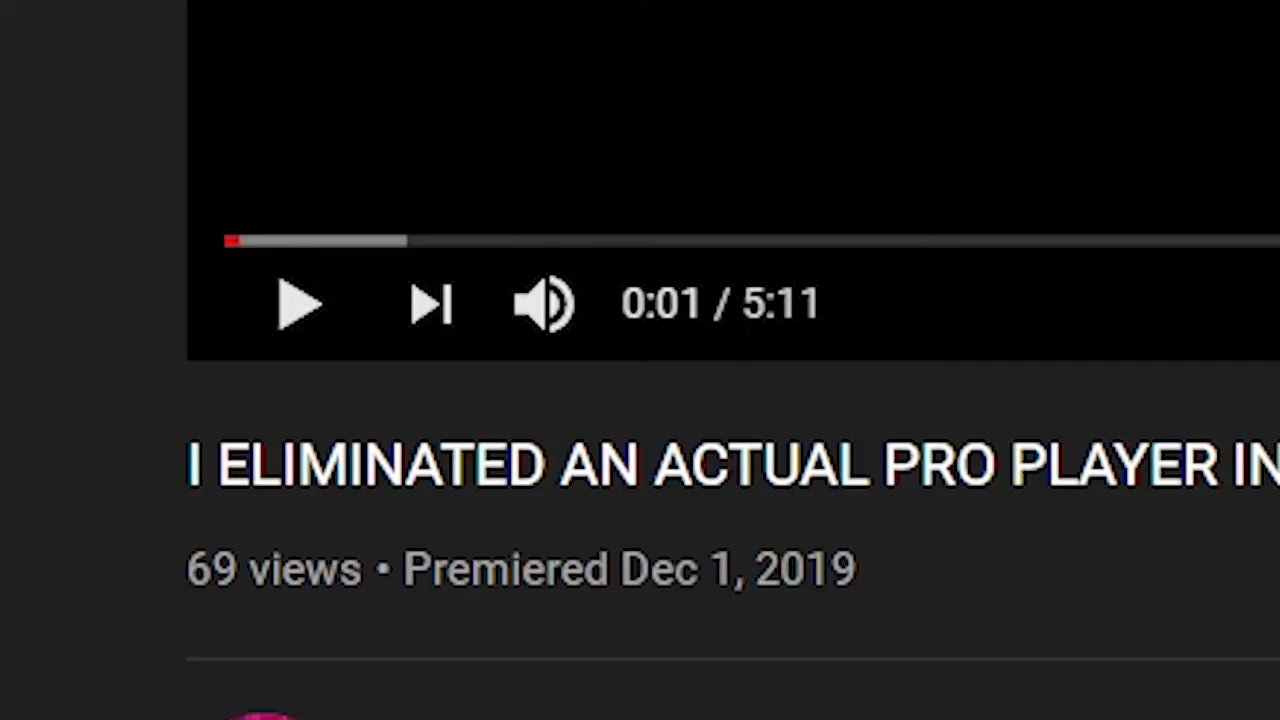 0:01 / 5:11
I ELIMINATED AN ACTUAL PRO PLAYER IN
69 views • Premiered Dec 1, 2019